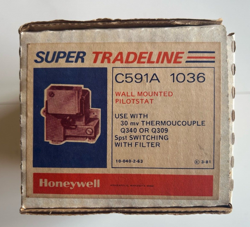 SUPER TRADELINE
C591A 1036
WALL MOUNTED
PILOTSTAT
USE WITH
30 mv THERMOUCOUPLE
Q340 OR Q309
Spst SWITCHING
WITH FILTER
Honeywell